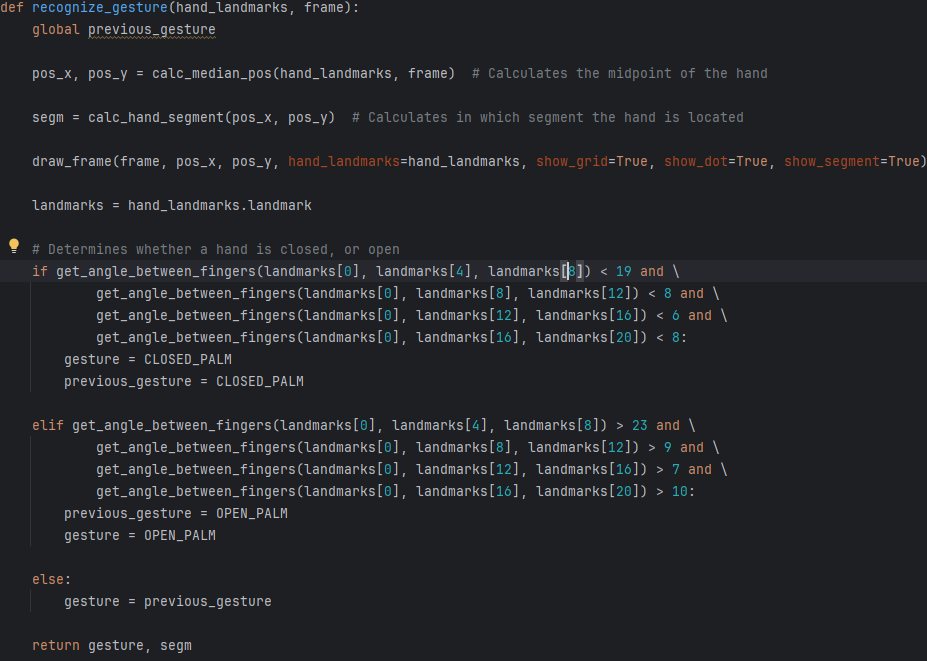 def recognize_gesture(hand_landmarks, frame):
    global previous_gesture
    pos_x, pos_y = calc_median_pos(hand_landmarks, frame)  # Calculates the midpoint of the hand
    segm = calc_hand_segment(pos_x, pos_y)  # Calculates in which segment the hand is located
    draw_frame(frame, pos_x, pos_y, hand_landmarks=hand_landmarks, show_grid=True, show_dot=True, show_segment=True)
    landmarks = hand_landmarks.landmark
    # Determines whether a hand is closed, or open
    if get_angle_between_fingers(landmarks[0], landmarks[4], landmarks[8]) < 19 and \
            get_angle_between_fingers(landmarks[0], landmarks[8], landmarks[12]) < 8 and \
            get_angle_between_fingers(landmarks[0], landmarks[12], landmarks[16]) < 6 and \
            get_angle_between_fingers(landmarks[0], landmarks[16], landmarks[20]) < 8:
        gesture = CLOSED_PALM
        previous_gesture = CLOSED_PALM
    elif get_angle_between_fingers(landmarks[0], landmarks[4], landmarks[8]) > 23 and \
            get_angle_between_fingers(landmarks[0], landmarks[8], landmarks[12]) > 9 and \
            get_angle_between_fingers(landmarks[0], landmarks[12], landmarks[16]) > 7 and \
            get_angle_between_fingers(landmarks[0], landmarks[16], landmarks[20]) > 10:
        previous_gesture = OPEN_PALM
        gesture = OPEN_PALM
    else:
        gesture = previous_gesture
    return gesture, segm